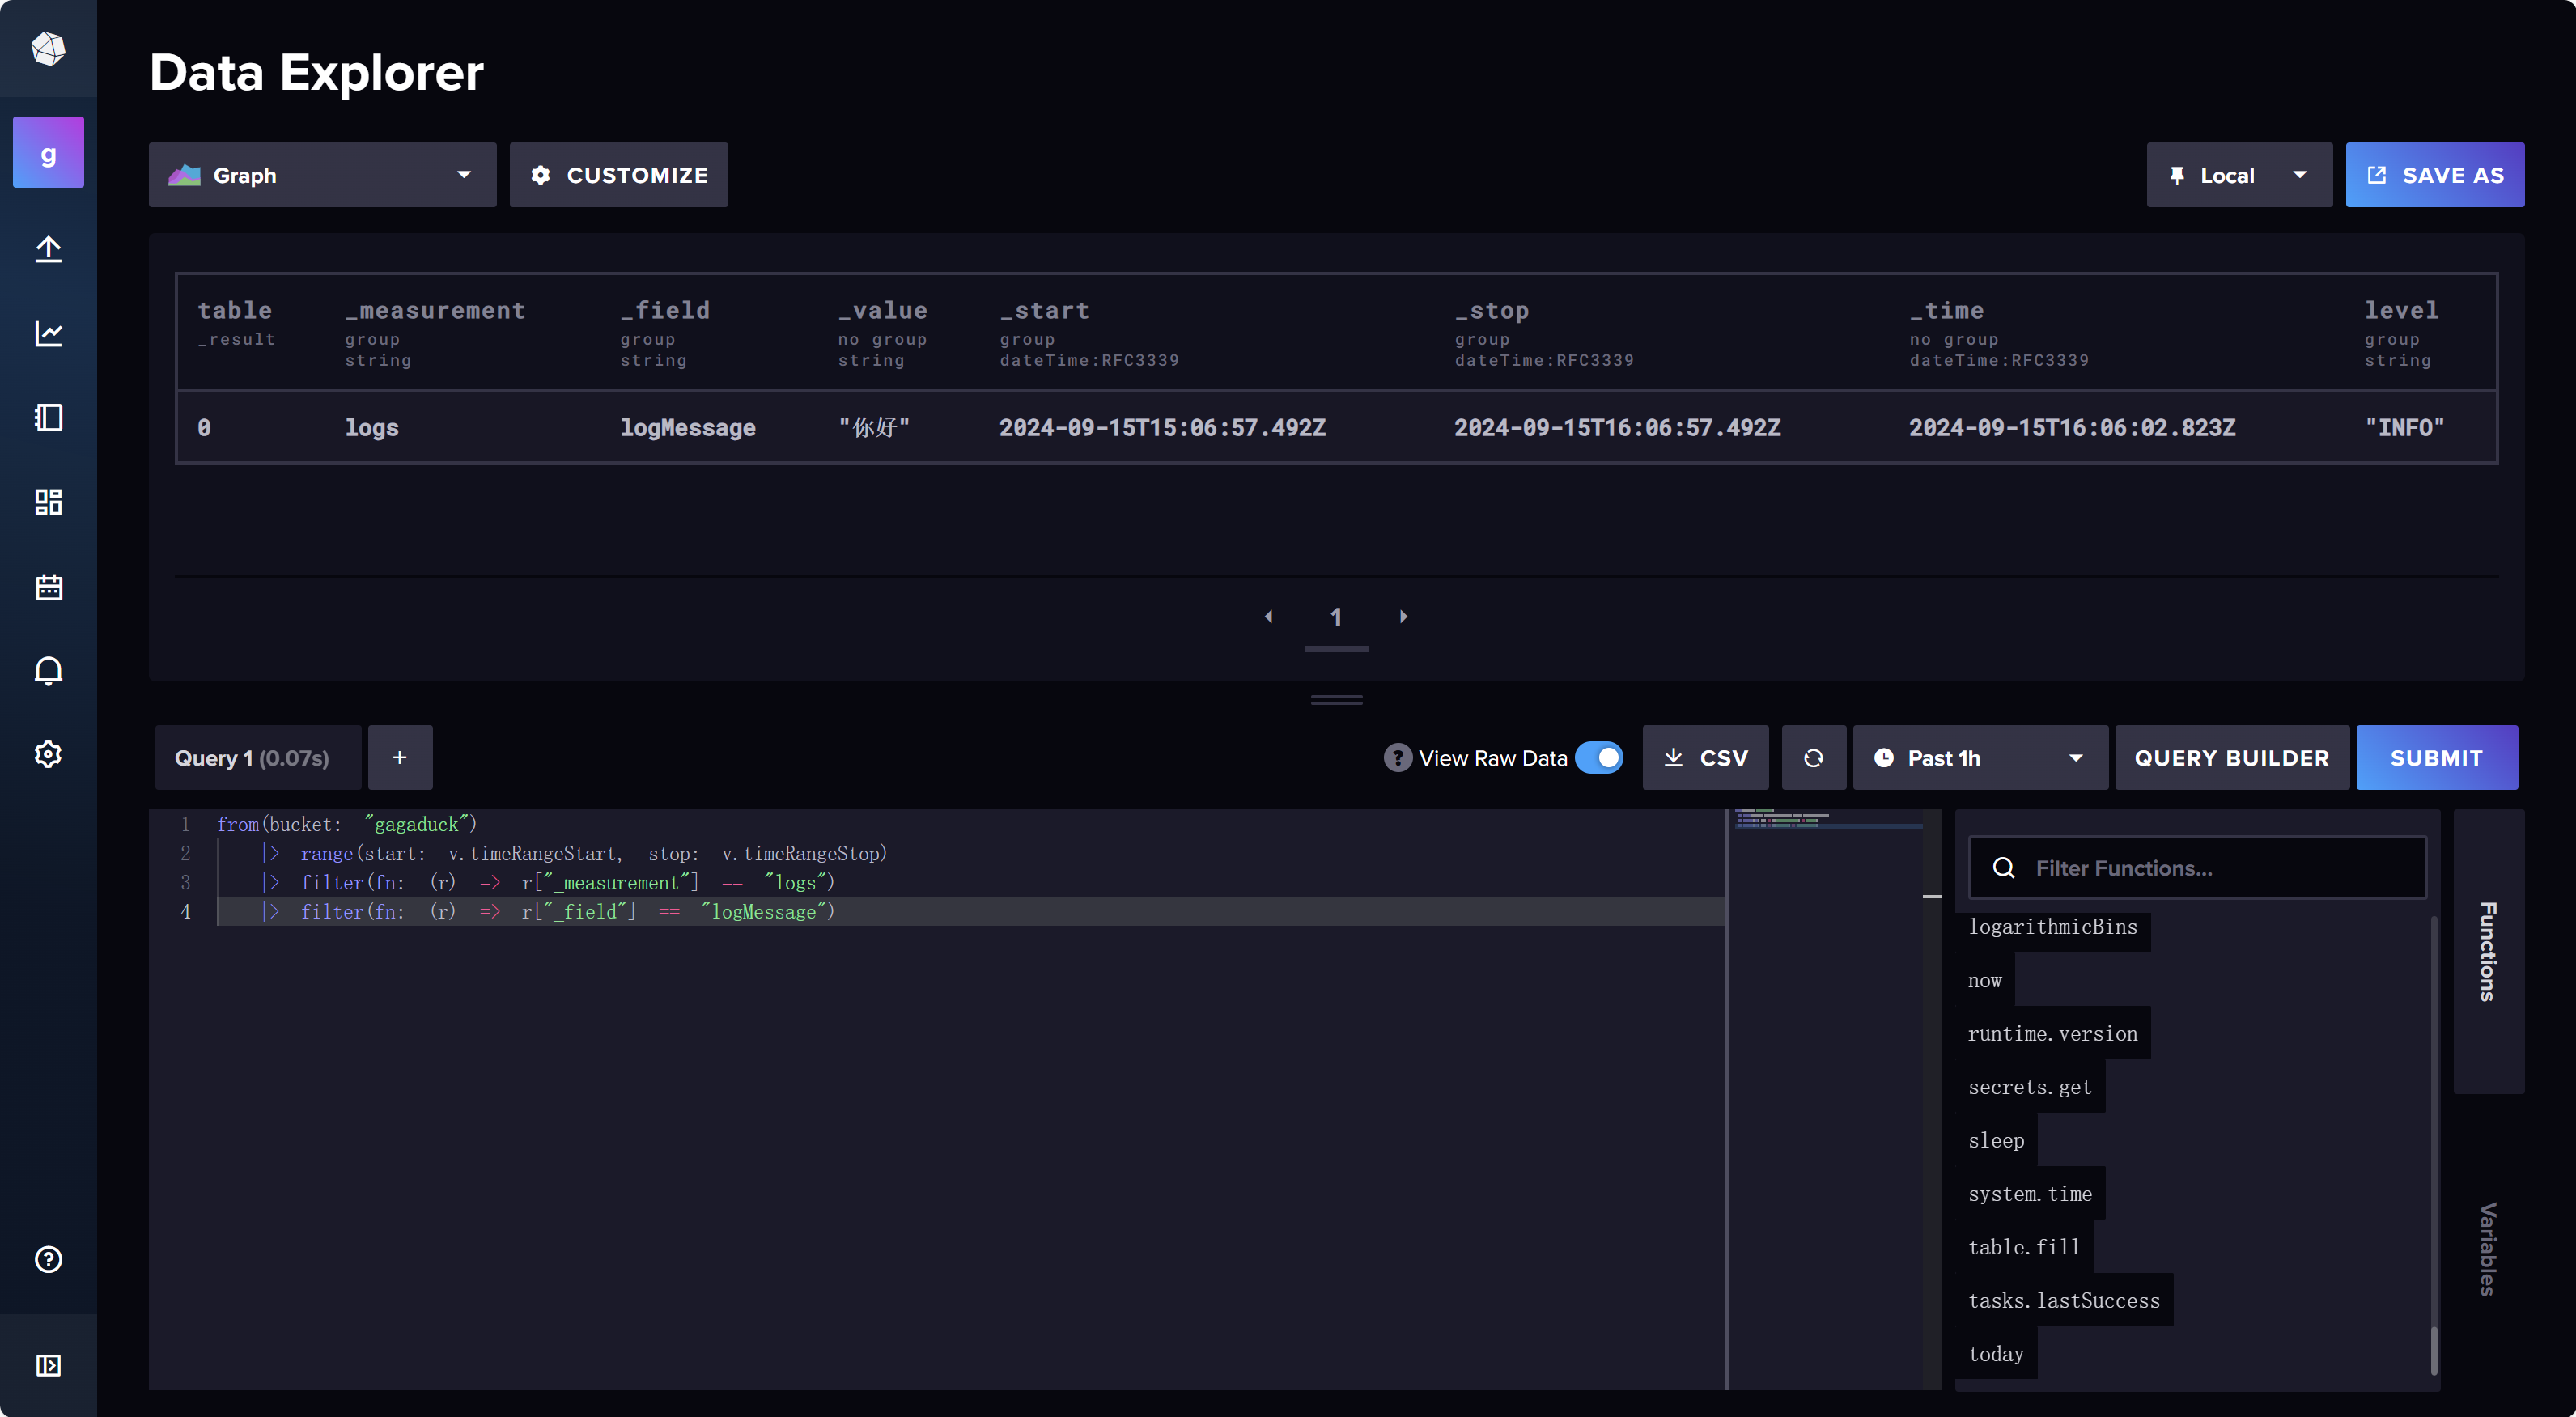 Data Explorer
g
Graph
CUSTOMIZE
Local
SAVE AS
table _measurement _field _value _start _stop _time level
_result group group no group group group no group group
string string string dateTime:RFC3339 dateTime:RFC3339 dateTime:RFC3339 string
0 logs logMessage "你好" 2024-09-15T15:06:57.492Z 2024-09-15T16:06:57.492Z 2024-09-15T16:06:02.823Z "INFO"
1
Query 1 (0.07s)
+
? View Raw Data
CSV
Past 1h
QUERY BUILDER
SUBMIT
1 from(bucket: "gagaduck")
2 |> range(start: v.timeRangeStart, stop: v.timeRangeStop)
3 |> filter(fn: (r) => r["_measurement"] == "logs")
4 |> filter(fn: (r) => r["_field"] == "logMessage")
Filter Functions...
logarithmicBins
now
runtime.version
secrets.get
sleep
system.time
table.fill
tasks.lastSuccess
today
Functions
Variables